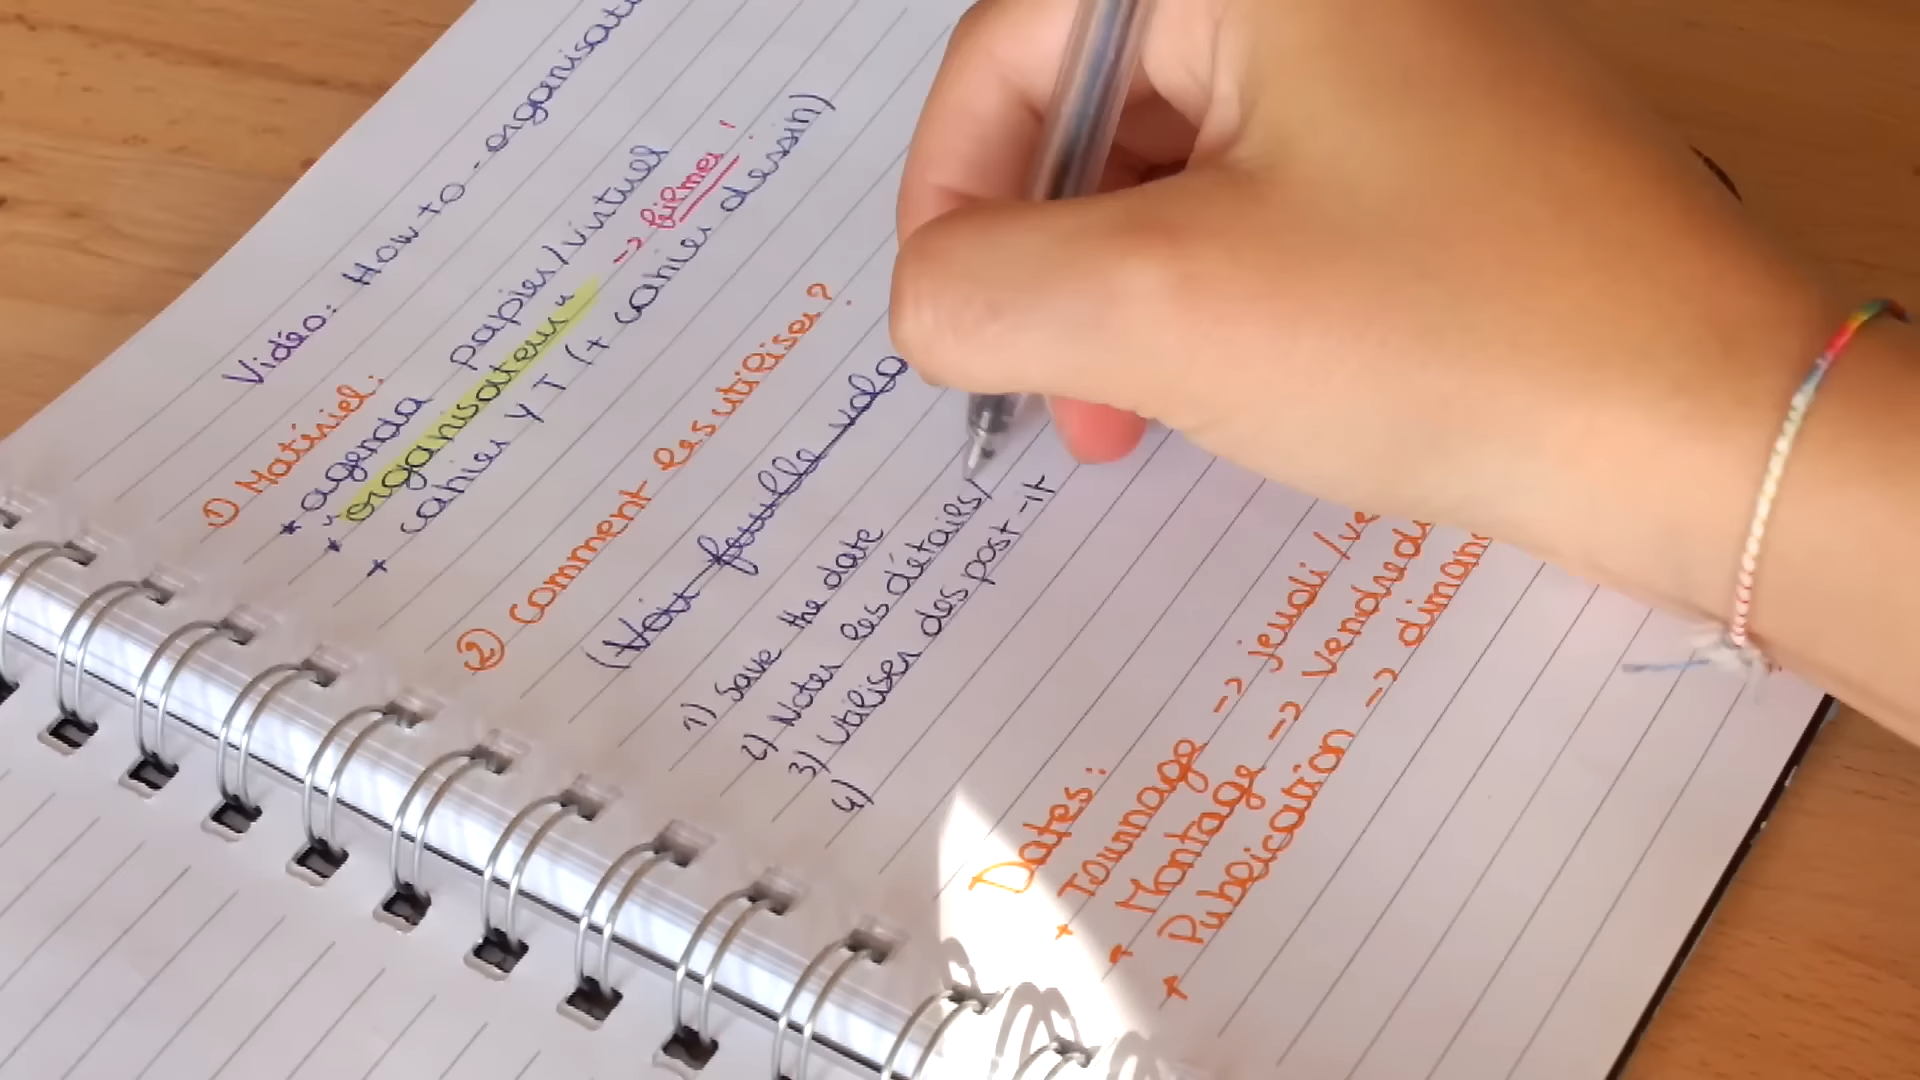 Vidéo: How to - organisati
① Matériel:
* agenda papier/virtuel
* "organisateur" -> filmer!
+ cahier YT (+ cahier dessin)
② Comment les utiliser?
(Voir feuille vola
1) Save the date
2) Noter les détails/
3) Utiliser des post-it
4)
Dates:
* Tournage -> jeudi/ve
* Montage -> vendredi
* Publication -> diman